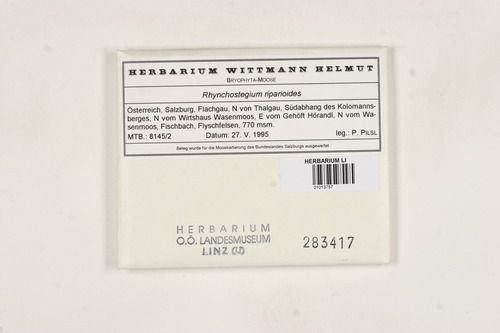 HERBARIUM WITTMANN HELMUT
BRYOPHYTA-MOOSE
Rhynchostegium riparioides
Österreich, Salzburg, Flachgau, N von Thalgau, Südabhang des Kolomanns-
berges, N vom Wirtshaus Wasenmoos, E vom Gehöft Hörandl, N vom Wa-
senmoos, Fischbach, Flyschfelsen, 770 msm.
MTB.: 8145/2 Datum: 27. V. 1995 leg.: P. PILSL
Beleg wurde für die Mooskartierung des Bundeslandes Salzburgs ausgewertet
HERBARIUM LI
01013757
HERBARIUM
O.Ö. LANDESMUSEUM
LINZ
283417